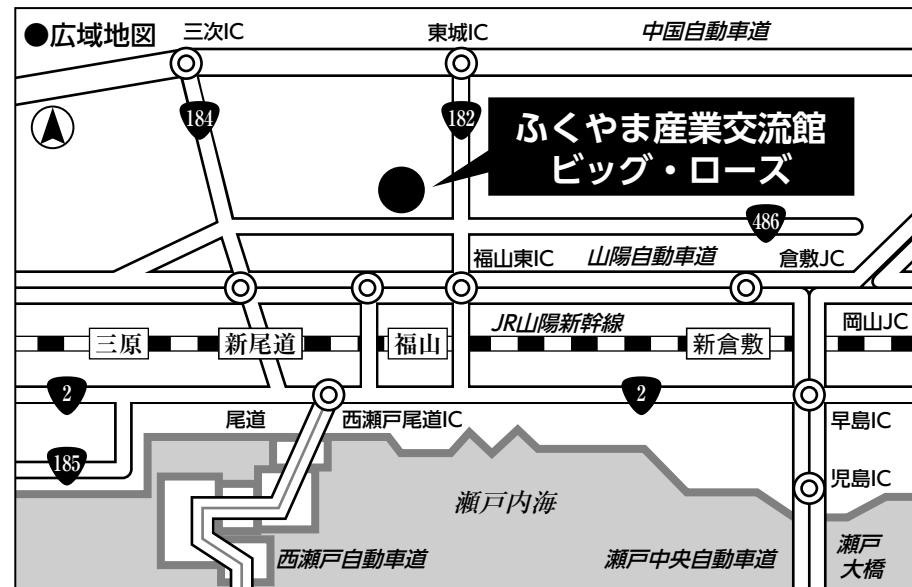 ●広域地図
三次IC
東城IC
中国自動車道
184
182
ふくやま産業交流館
ビッグ・ローズ
486
福山東IC
山陽自動車道
倉敷JC
JR山陽新幹線
岡山JC
三原
新尾道
福山
新倉敷
2
2
尾道
西瀬戸尾道IC
早島IC
185
児島IC
瀬戸内海
西瀬戸自動車道
瀬戸中央自動車道
瀬戸
大橋